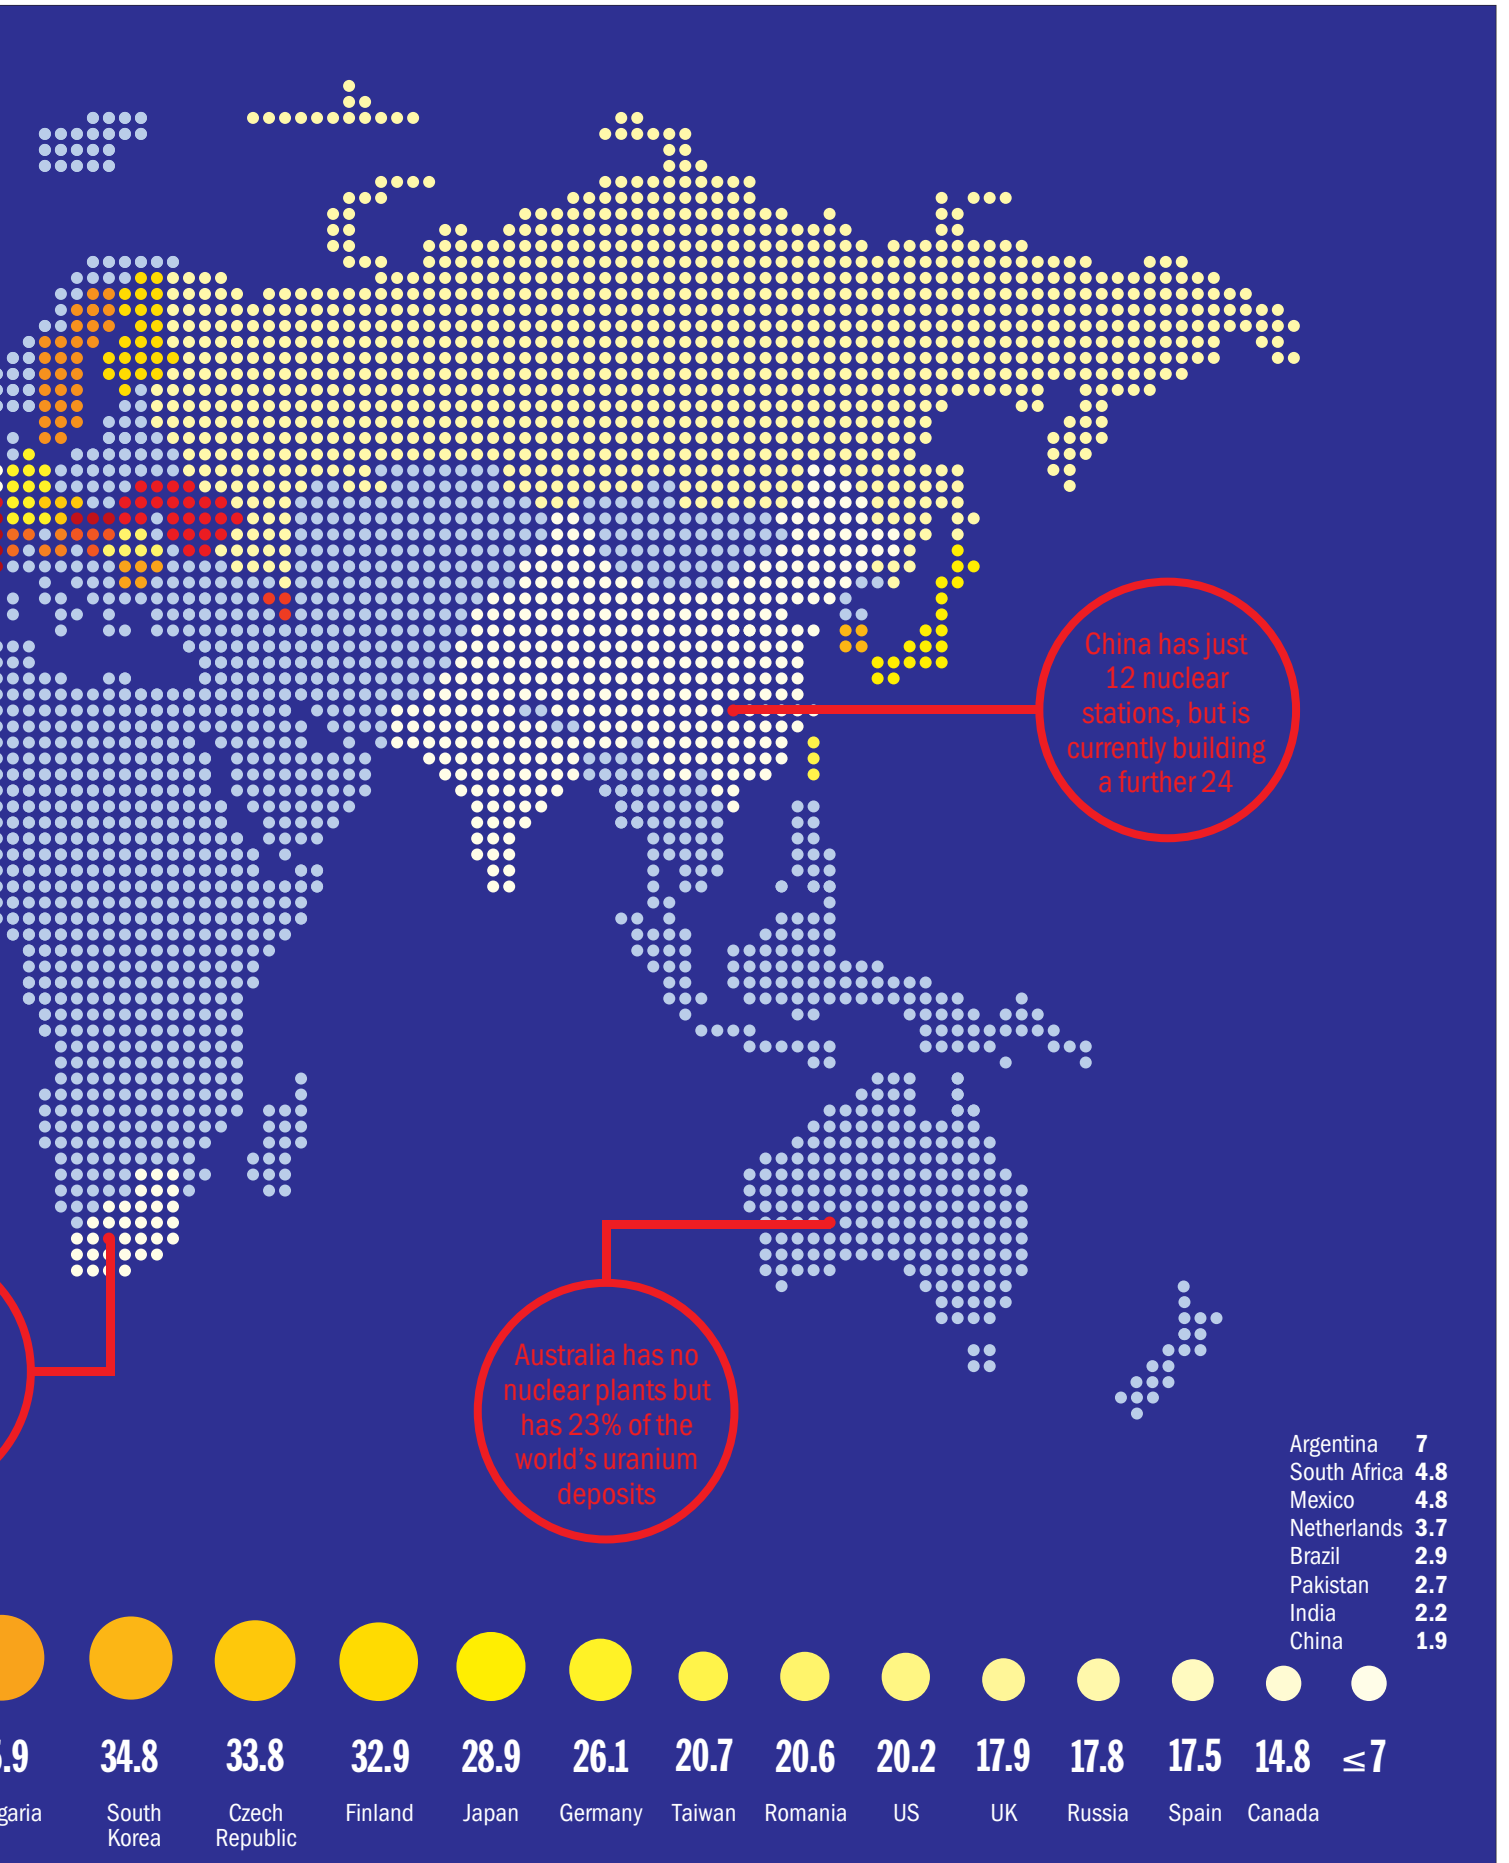 China has just
12 nuclear
stations, but is
currently building
a further 24
Australia has no
nuclear plants but
has 23% of the
world’s uranium
deposits
Argentina 7
South Africa 4.8
Mexico 4.8
Netherlands 3.7
Brazil 2.9
Pakistan 2.7
India 2.2
China 1.9
.9 34.8 33.8 32.9 28.9 26.1 20.7 20.6 20.2 17.9 17.8 17.5 14.8 ≤7
garia South Korea Czech Republic Finland Japan Germany Taiwan Romania US UK Russia Spain Canada